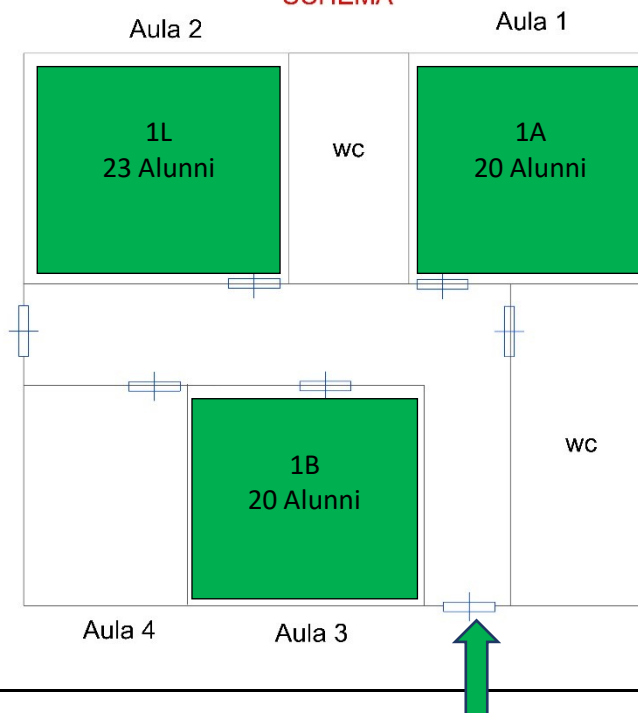 SCHEMA
Aula 2
Aula 1
1L
23 Alunni
wc
1A
20 Alunni
1B
20 Alunni
wc
Aula 4
Aula 3